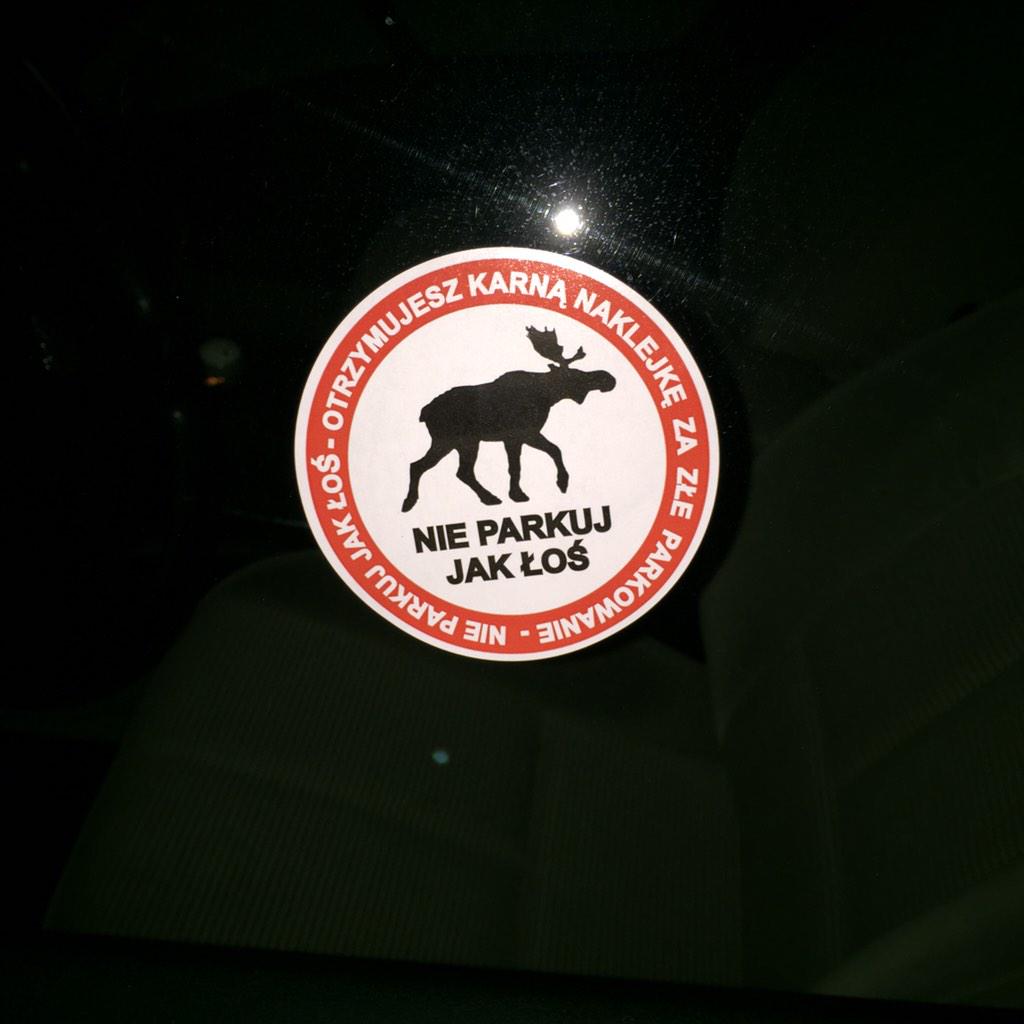 OTRZYMUJESZ KARNĄ NAKLEJKĘ ZA ZŁE PARKOWANIE - NIE PARKUJ JAK ŁOŚ -
NIE PARKUJ
JAK ŁOŚ